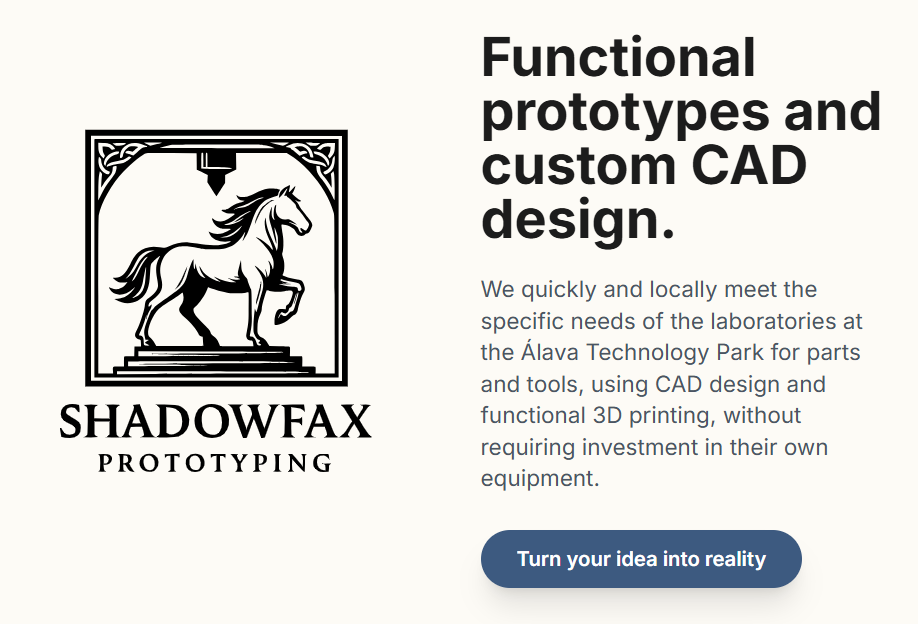 SHADOWFAX
PROTOTYPING
Functional
prototypes and
custom CAD
design.
We quickly and locally meet the
specific needs of the laboratories at
the Álava Technology Park for parts
and tools, using CAD design and
functional 3D printing, without
requiring investment in their own
equipment.
Turn your idea into reality